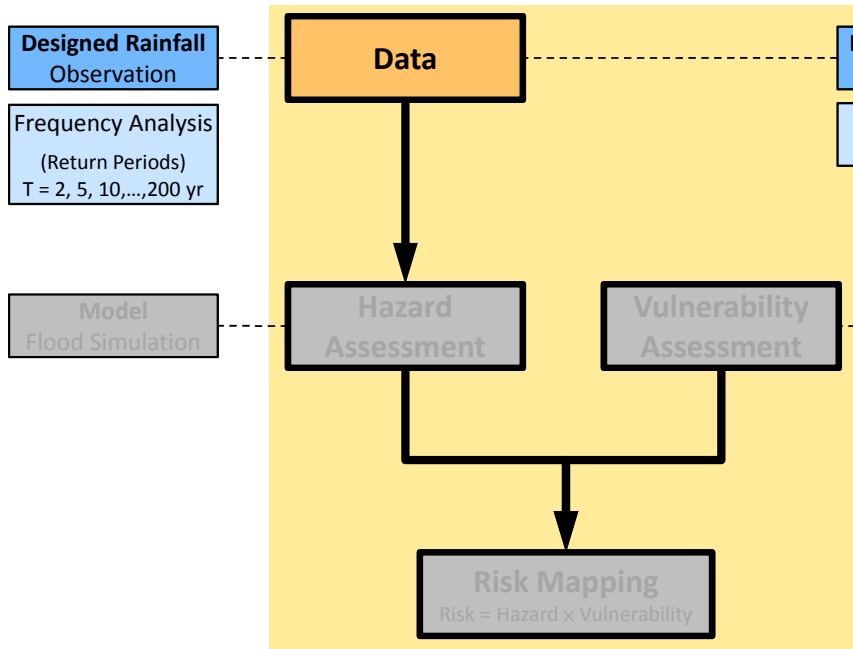 Designed Rainfall
Observation
Data
Frequency Analysis
(Return Periods)
T = 2, 5, 10,...,200 yr
Model
Flood Simulation
Hazard
Assessment
Vulnerability
Assessment
Risk Mapping
Risk = Hazard × Vulnerability